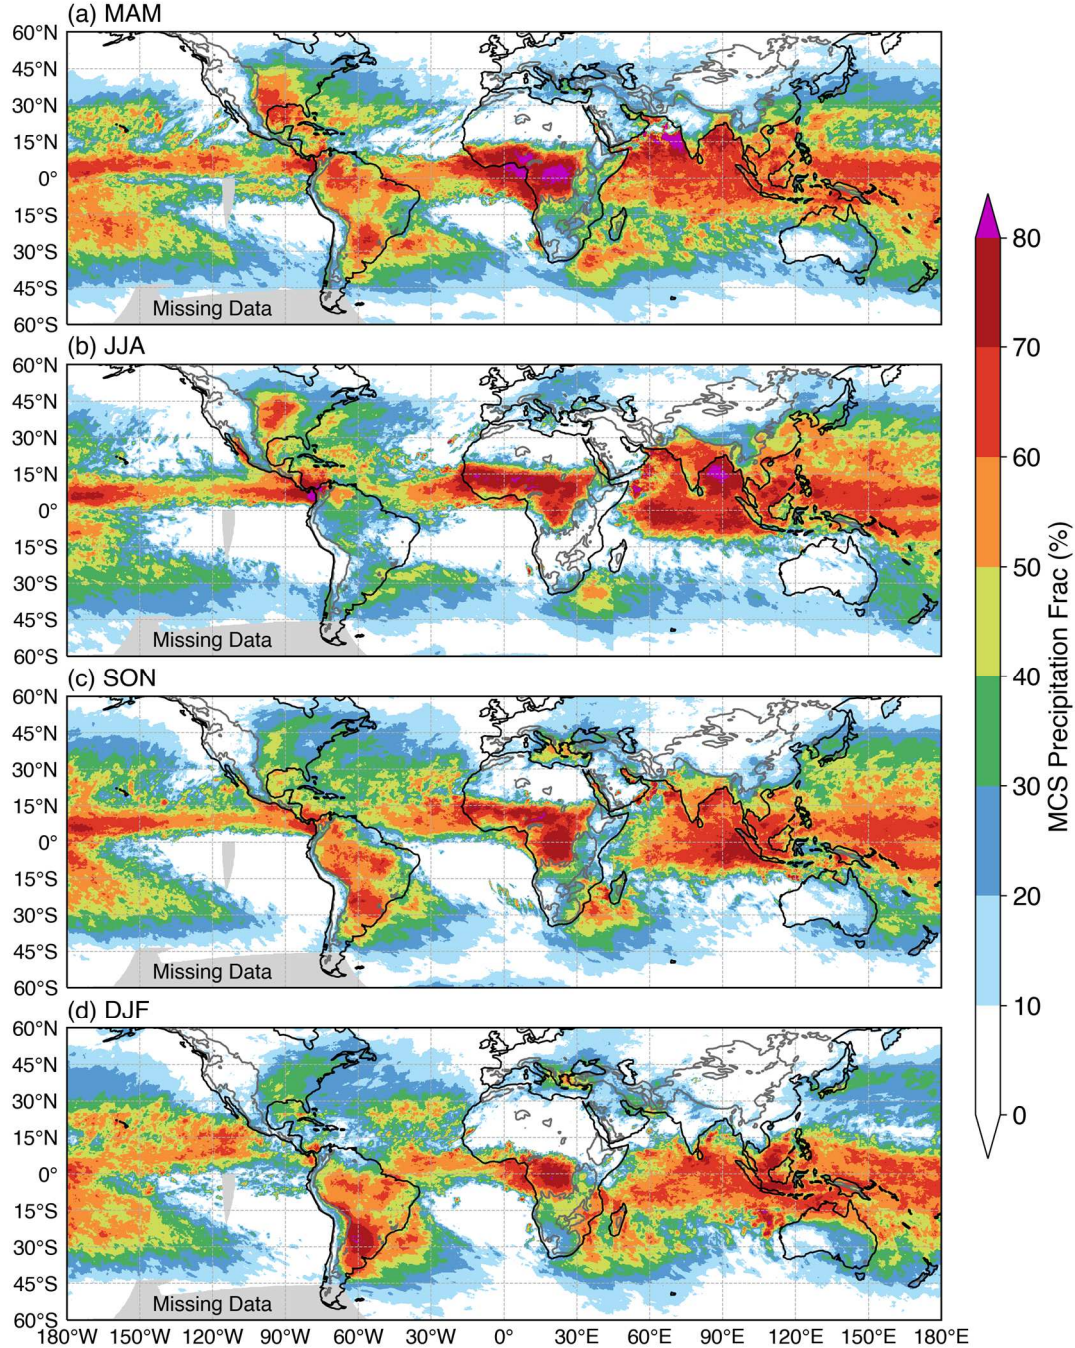 (a) MAM
60°N
45°N
30°N
15°N
0°
15°S
30°S
45°S
60°S
Missing Data
(b) JJA
60°N
45°N
30°N
15°N
0°
15°S
30°S
45°S
60°S
Missing Data
(c) SON
60°N
45°N
30°N
15°N
0°
15°S
30°S
45°S
60°S
Missing Data
(d) DJF
60°N
45°N
30°N
15°N
0°
15°S
30°S
45°S
60°S
Missing Data
180°W 150°W 120°W 90°W 60°W 30°W 0° 30°E 60°E 90°E 120°E 150°E 180°E
80
70
60
50
40
30
20
10
0
MCS Precipitation Frac (%)